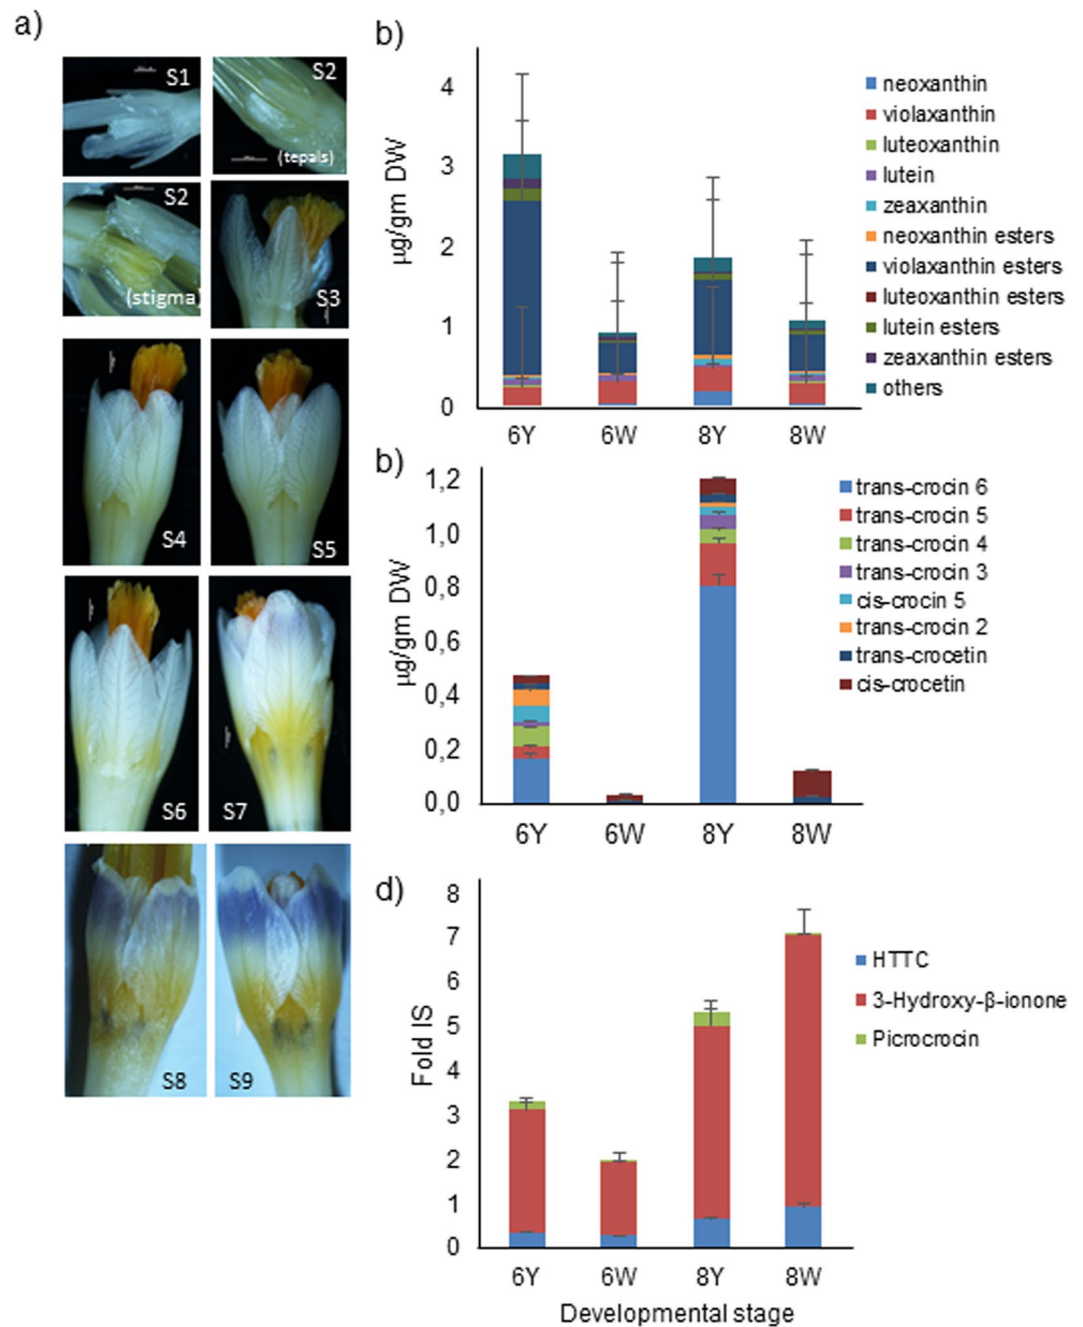 a)
S1
S2
(tepals)
S2
(stigma)
S3
S4
S5
S6
S7
S8
S9
b)
µg/gm DW
4
3
2
1
0
6Y 6W 8Y 8W
neoxanthin
violaxanthin
luteoxanthin
lutein
zeaxanthin
neoxanthin esters
violaxanthin esters
luteoxanthin esters
lutein esters
zeaxanthin esters
others
b)
µg/gm DW
1,2
1,0
0,8
0,6
0,4
0,2
0,0
6Y 6W 8Y 8W
trans-crocin 6
trans-crocin 5
trans-crocin 4
trans-crocin 3
cis-crocin 5
trans-crocin 2
trans-crocetin
cis-crocetin
d)
Fold IS
8
7
6
5
4
3
2
1
0
6Y 6W 8Y 8W
Developmental stage
HTTC
3-Hydroxy-β-ionone
Picrocrocin